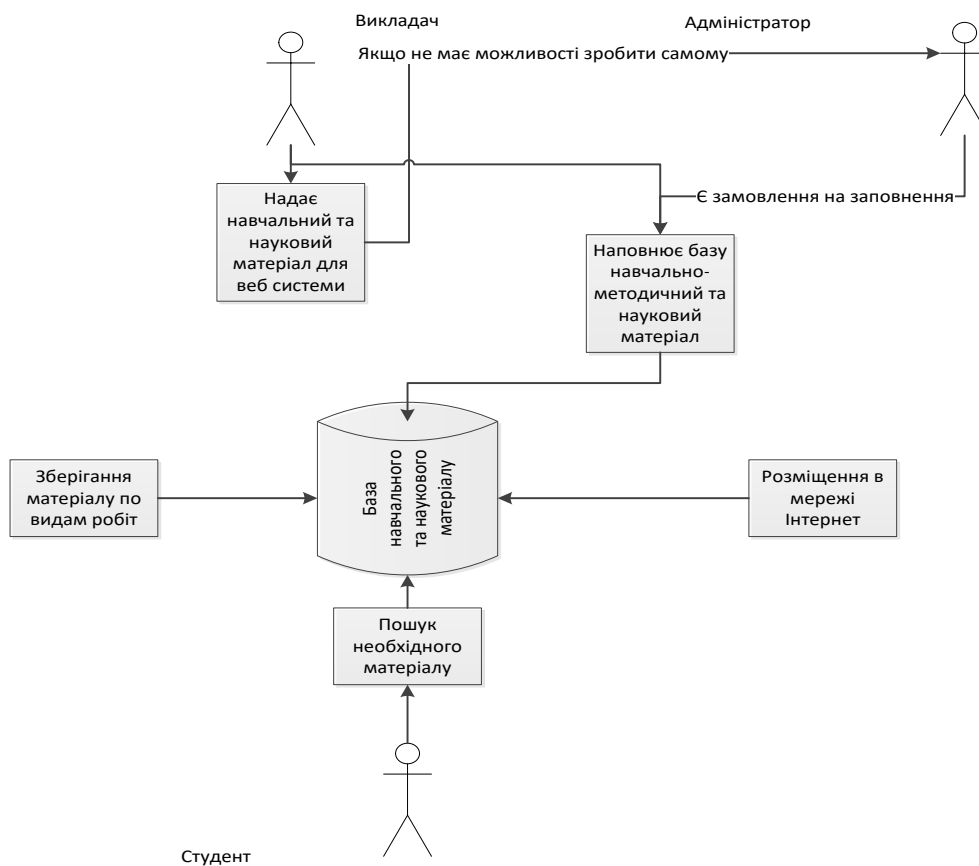 Викладач
Адміністратор
Якщо не має можливості зробити самому
Надає
навчальний та
науковий
матеріал для
веб системи
Є замовлення на заповнення
Наповнює базу
навчально-
методичний та
науковий
матеріал
Зберігання
матеріалу по
видам робіт
База
навчального
та наукового
матеріалу
Розміщення в
мережі
Інтернет
Пошук
необхідного
матеріалу
Студент